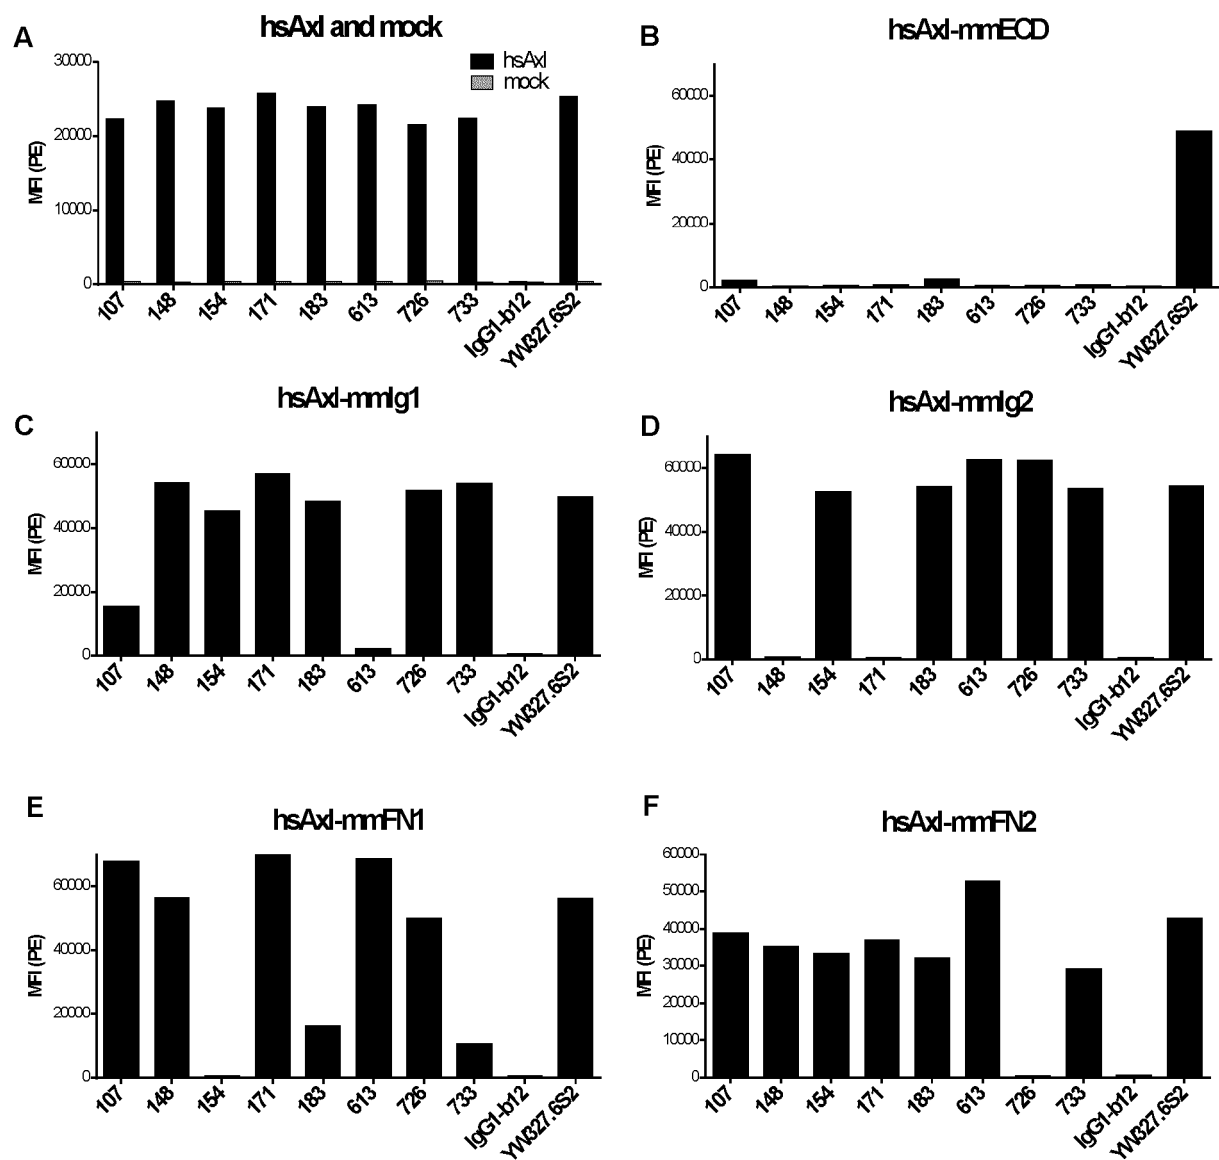 A
hsAxl and mock
30000
20000
10000
0
MFI (PE)
hsAxl
mock
107 148 154 171 183 613 726 733 IgG1-b12 YW327.6S2
B
hsAxl-mmECD
60000
40000
20000
0
MFI (PE)
107 148 154 171 183 613 726 733 IgG1-b12 YW327.6S2
C
hsAxl-mmIg1
60000
40000
20000
0
MFI (PE)
107 148 154 171 183 613 726 733 IgG1-b12 YW327.6S2
D
hsAxl-mmIg2
60000
40000
20000
0
MFI (PE)
107 148 154 171 183 613 726 733 IgG1-b12 YW327.6S2
E
hsAxl-mmFN1
60000
40000
20000
0
MFI (PE)
107 148 154 171 183 613 726 733 IgG1-b12 YW327.6S2
F
hsAxl-mmFN2
60000
50000
40000
30000
20000
10000
0
MFI (PE)
107 148 154 171 183 613 726 733 IgG1-b12 YW327.6S2